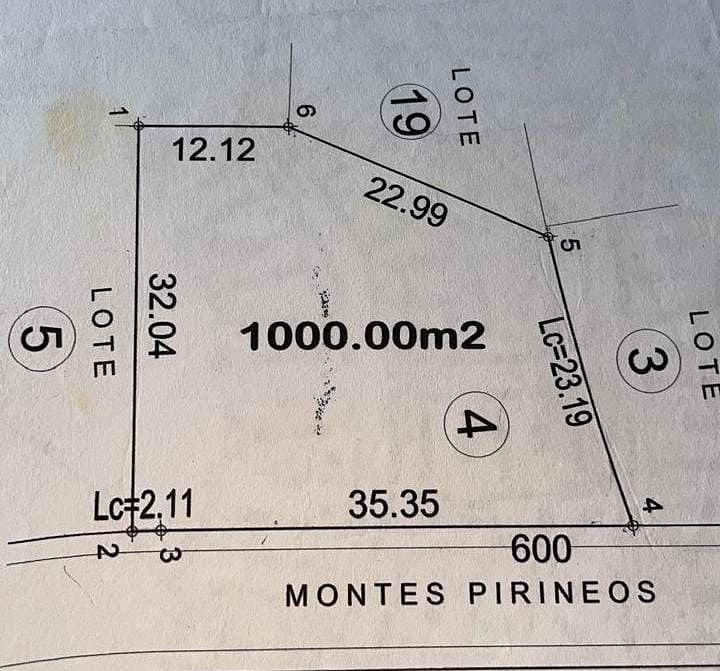 1
6
12.12
19
LOTE
22.99
5
LOTE
5
32.04
1000.00m2
Lc=23.19
3
LOTE
4
Lc=2.11
35.35
4
2
3
600
MONTES PIRINEOS